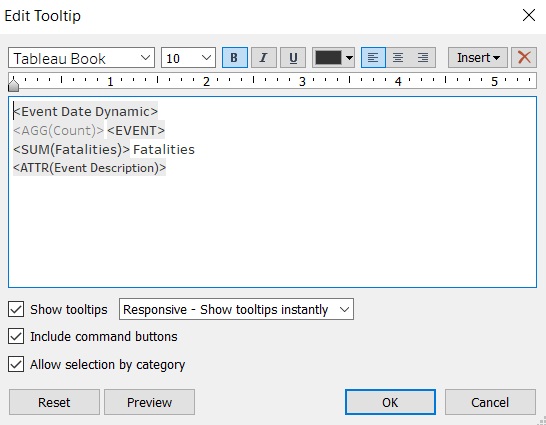 Edit Tooltip
Tableau Book 10 B I U Insert
1 2 3 4 5
<Event Date Dynamic>
<AGG(Count)> <EVENT>
<SUM(Fatalities)> Fatalities
<ATTR(Event Description)>
Show tooltips Responsive - Show tooltips instantly
Include command buttons
Allow selection by category
Reset Preview OK Cancel